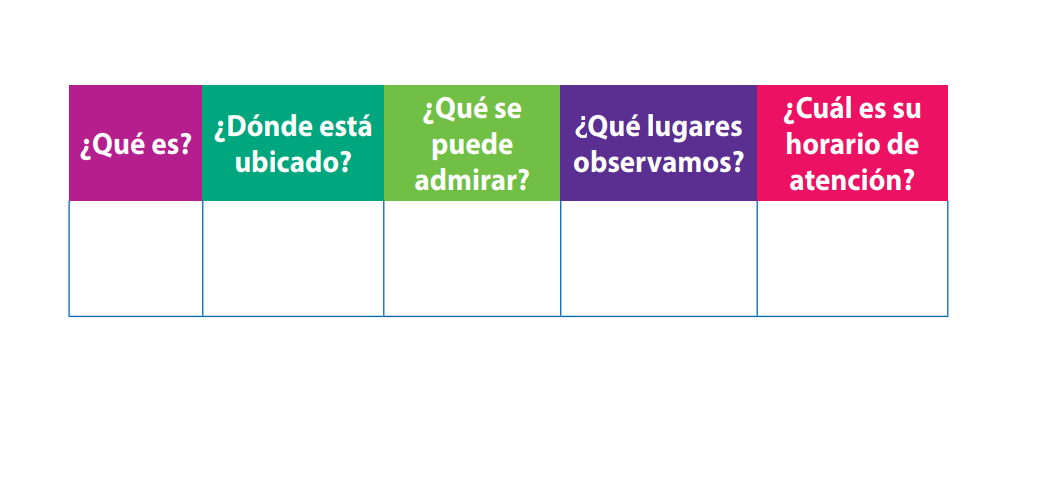 ¿Qué es?
¿Dónde está
ubicado?
¿Qué se
puede
admirar?
¿Qué lugares
observamos?
¿Cuál es su
horario de
atención?